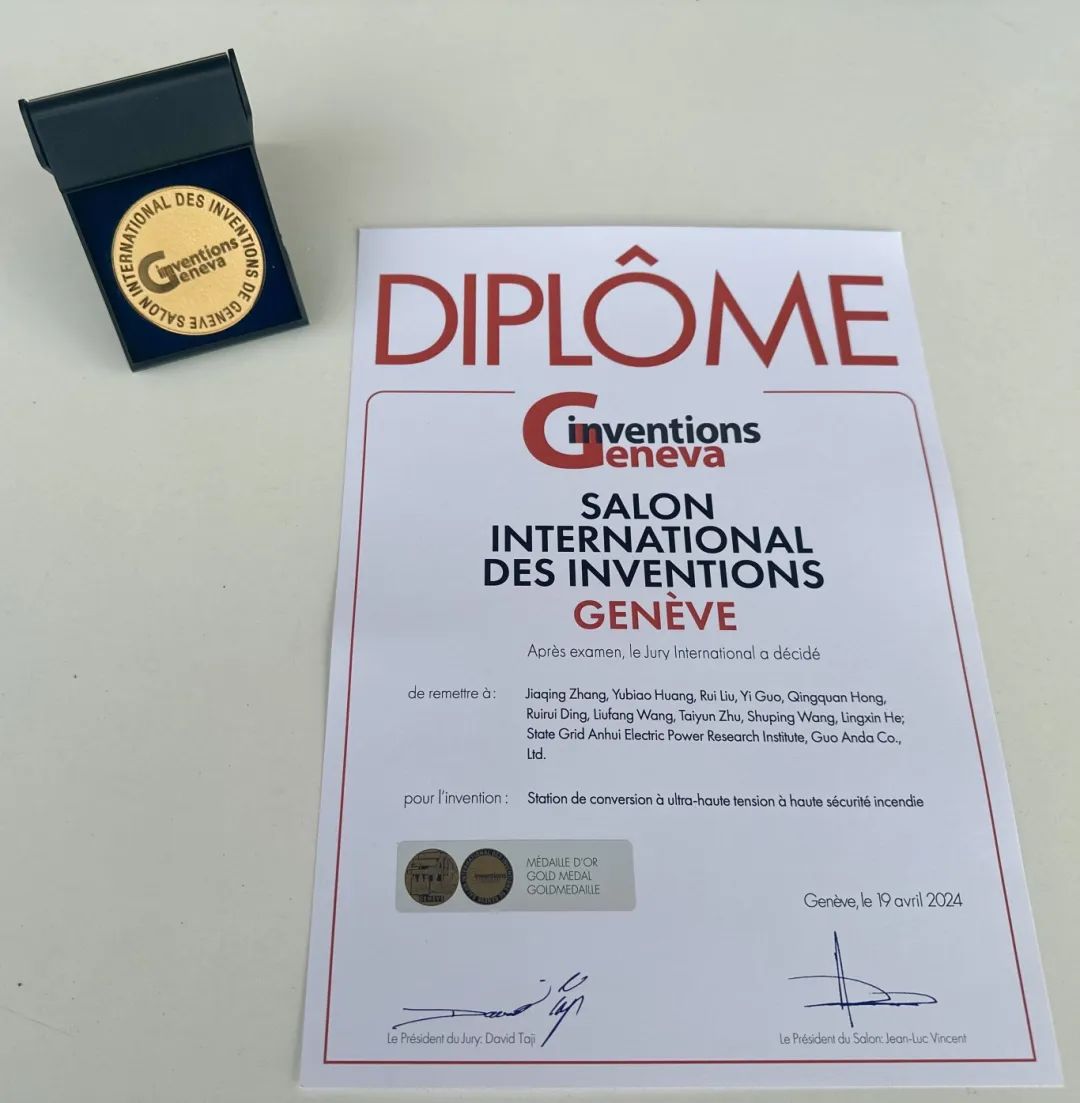 SALON INTERNATIONAL DES INVENTIONS DE GENEVE
inventions
Geneva
DIPLÔME
inventions
Geneva
SALON
INTERNATIONAL
DES INVENTIONS
GENÈVE
Après examen, le Jury International a décidé
de remettre à : Jiaqing Zhang, Yubiao Huang, Rui Liu, Yi Guo, Qingquan Hong,
Ruirui Ding, Liufang Wang, Taiyun Zhu, Shuping Wang, Lingxin He;
State Grid Anhui Electric Power Research Institute, Guo Anda Co.,
Ltd.
pour l'invention : Station de conversion à ultra-haute tension à haute sécurité incendie
GENÈVE
inventions
MÉDAILLE D'OR
GOLD MEDAL
GOLDMEDAILLE
Genève, le 19 avril 2024
David Taji
Le Président du Jury: David Taji
Le Président du Salon: Jean-Luc Vincent